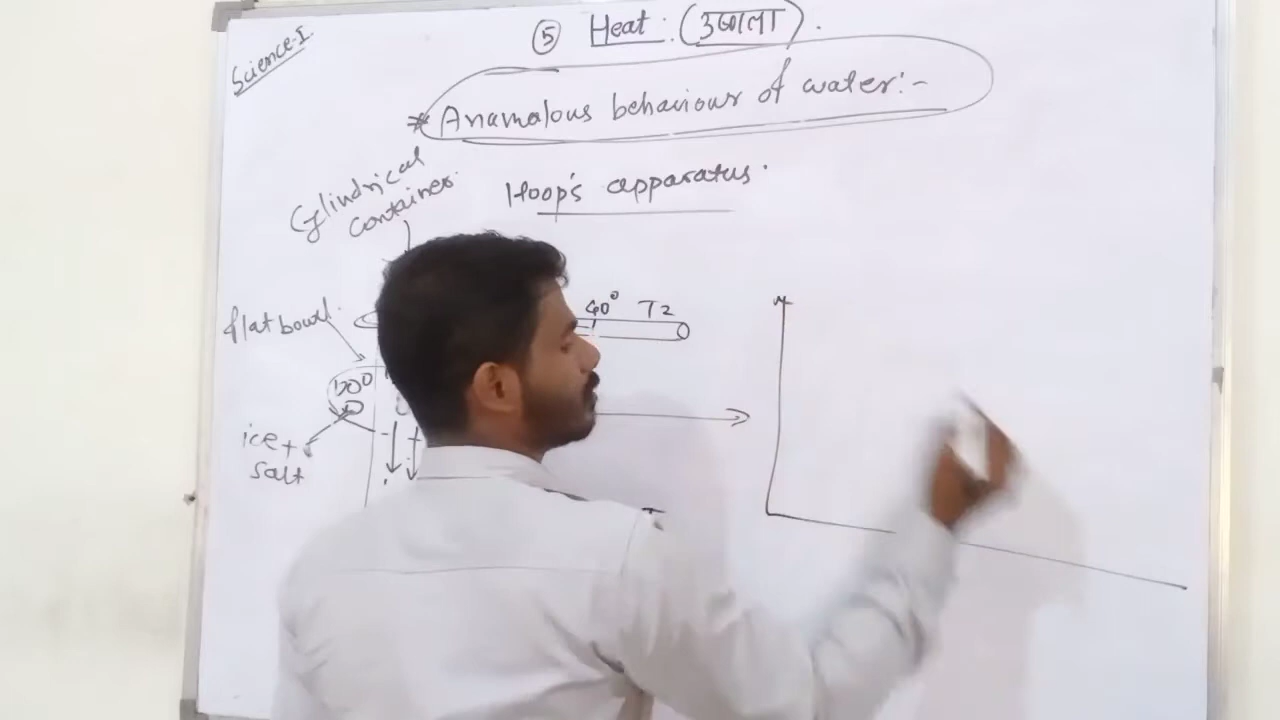 Science-I.
⑤ Heat: (उष्णता).
* Anamalous behaviour of water:-
Cylindrical
container.
Hoop's apparatus.
flat bowl.
40° T2
ice +
salt